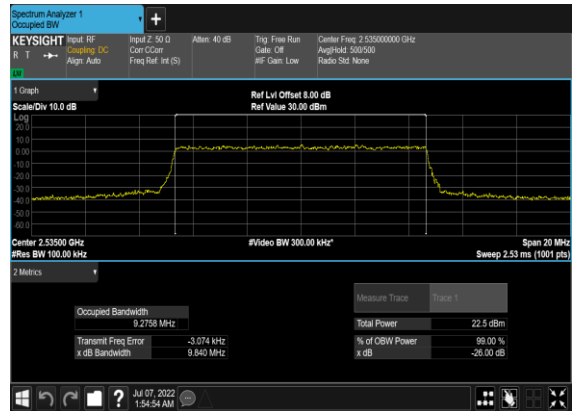 Spectrum Analyzer 1
Occupied BW
KEYSIGHT Input: RF Input Z: 50 Ω Atten: 40 dB Trig: Free Run Center Freq: 2.535000000 GHz
R T Coupling: DC Corr CCorr Gate: Off Avg|Hold: 500/500
Align: Auto Freq Ref: Int (S) #IF Gain: Low Radio Std: None
LW
1 Graph Ref Lvl Offset 8.00 dB
Scale/Div 10.0 dB Ref Value 30.00 dBm
Log
20.0
10.0
0.00
-10.0
-20.0
-30.0
-40.0
-50.0
-60.0
Center 2.53500 GHz #Video BW 300.00 kHz* Span 20 MHz
#Res BW 100.00 kHz Sweep 2.53 ms (1001 pts)
2 Metrics
Measure Trace Trace 1
Occupied Bandwidth
9.2758 MHz Total Power 22.5 dBm
Transmit Freq Error -3.074 kHz % of OBW Power 99.00 %
x dB Bandwidth 9.840 MHz x dB -26.00 dB
Jul 07, 2022
1:54:54 AM